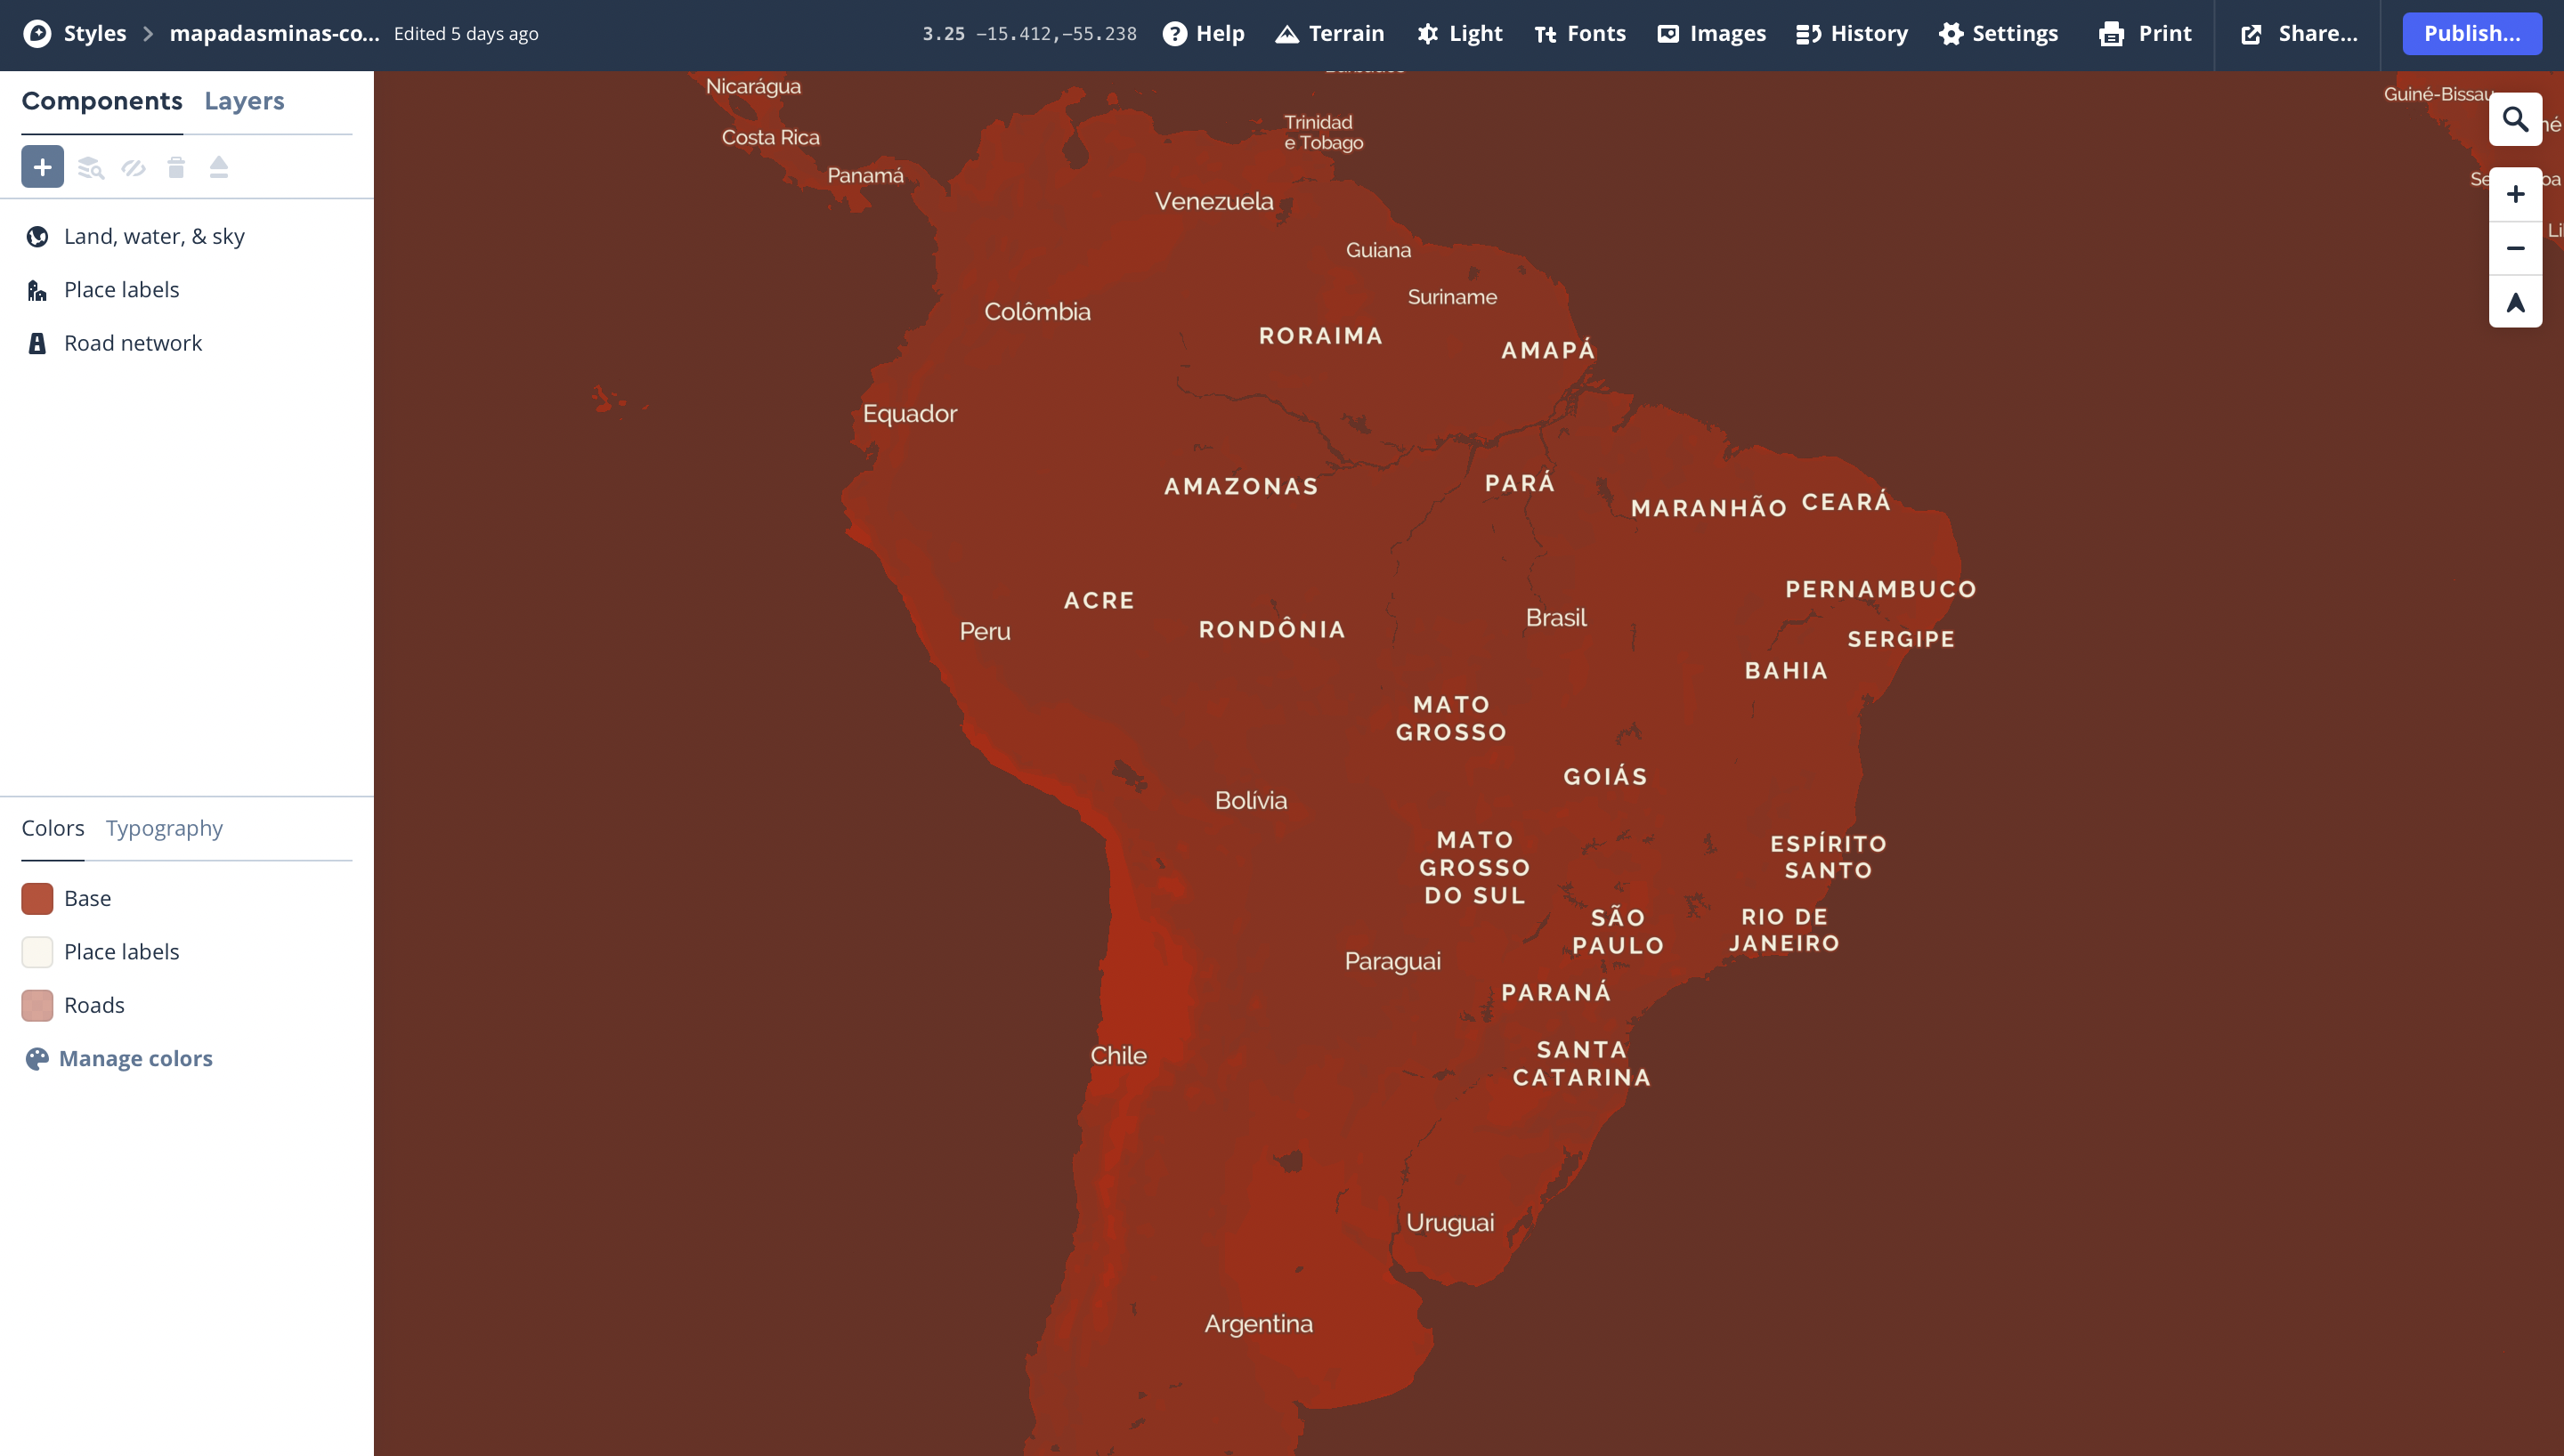 Styles > mapadasminas-co... Edited 5 days ago
3.25 −15.412,−55.238
Help
Terrain
Light
Fonts
Images
History
Settings
Print
Share...
Publish...
Components
Layers
Land, water, & sky
Place labels
Road network
Colors
Typography
Base
Place labels
Roads
Manage colors
Nicarágua
Guiné-Bissau
Costa Rica
Trinidad
e Tobago
Panamá
Venezuela
Guiana
Suriname
Colômbia
RORAIMA
AMAPÁ
Equador
AMAZONAS
PARÁ
MARANHÃO
CEARÁ
PERNAMBUCO
ACRE
Peru
RONDÔNIA
Brasil
SERGIPE
BAHIA
MATO
GROSSO
GOIÁS
Bolívia
MATO
GROSSO
DO SUL
ESPÍRITO
SANTO
SÃO
PAULO
RIO DE
JANEIRO
Paraguai
PARANÁ
Chile
SANTA
CATARINA
Uruguai
Argentina